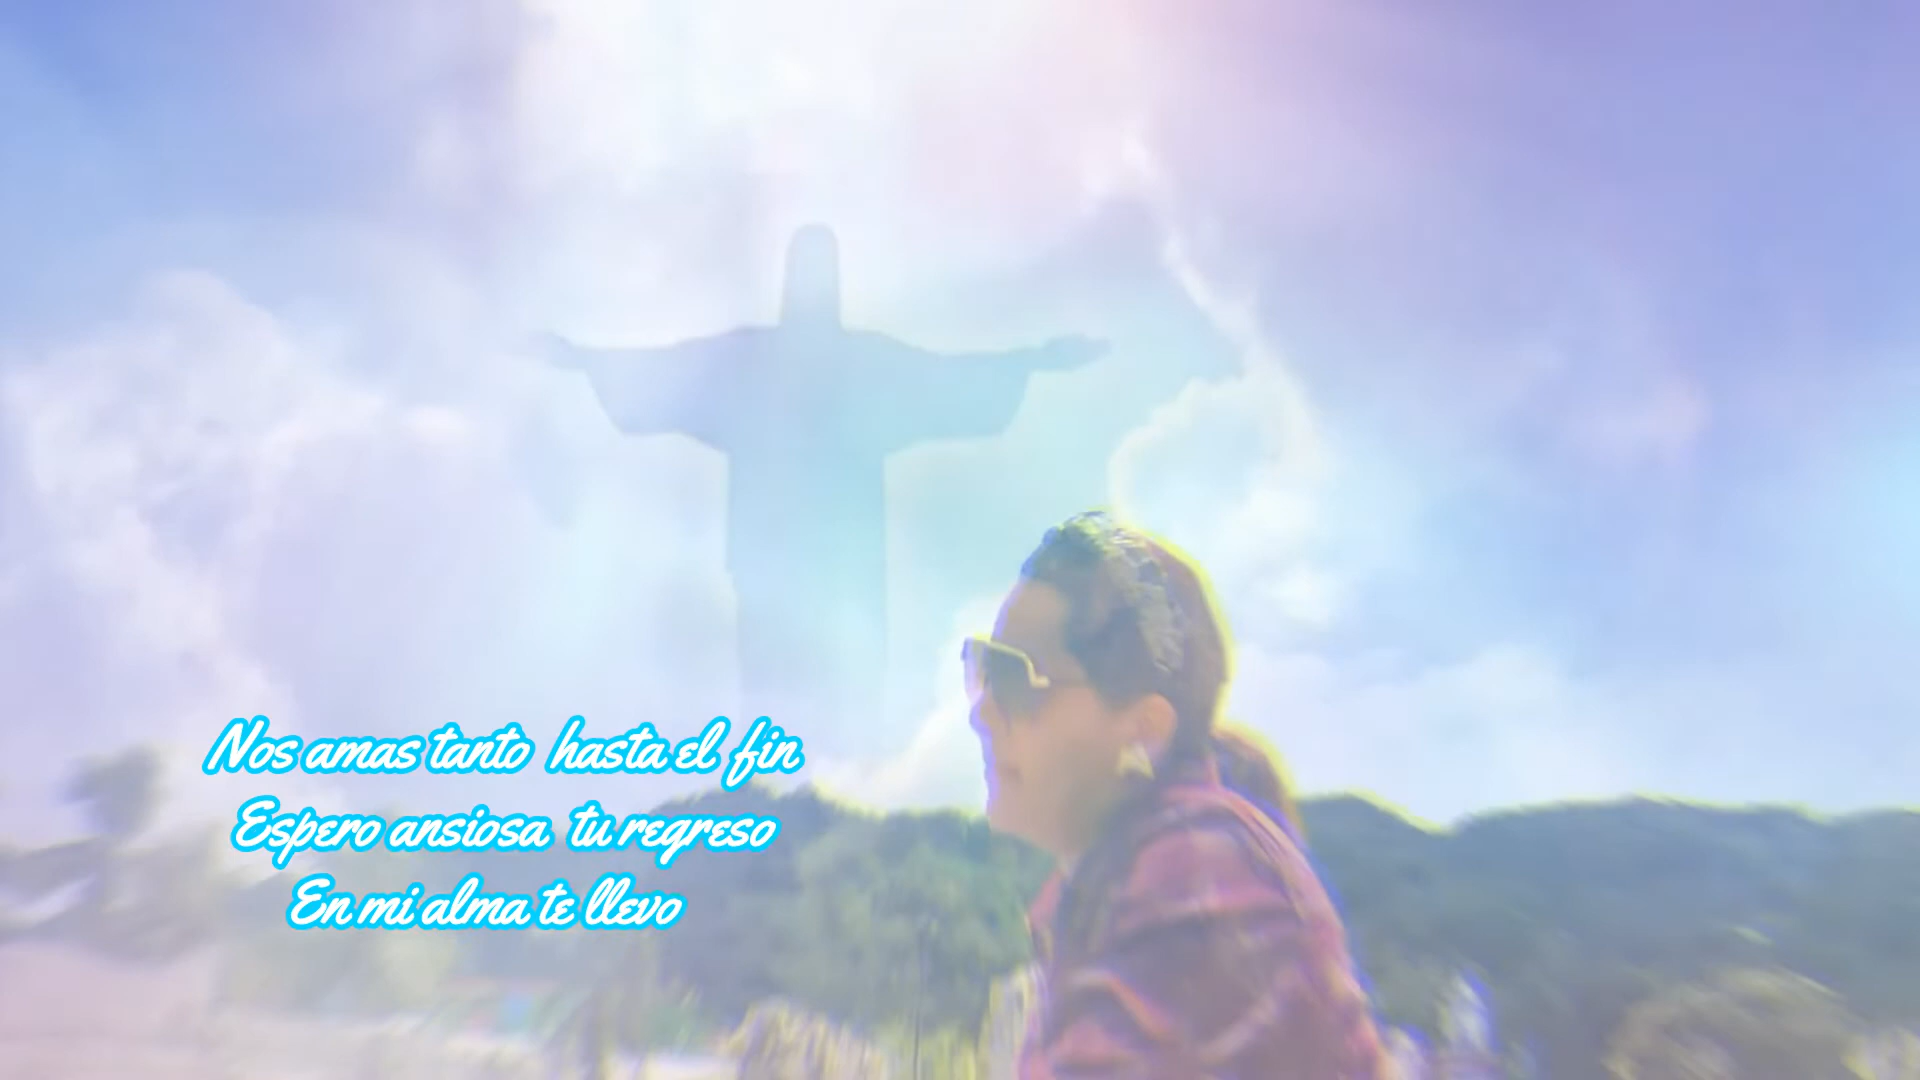 Nos amas tanto hasta el fin
Espero ansiosa tu regreso
En mi alma te llevo